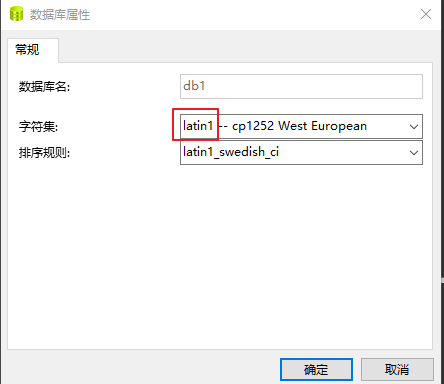 数据库属性
常规
数据库名: db1
字符集: latin1 -- cp1252 West European
排序规则: latin1_swedish_ci
确定 取消